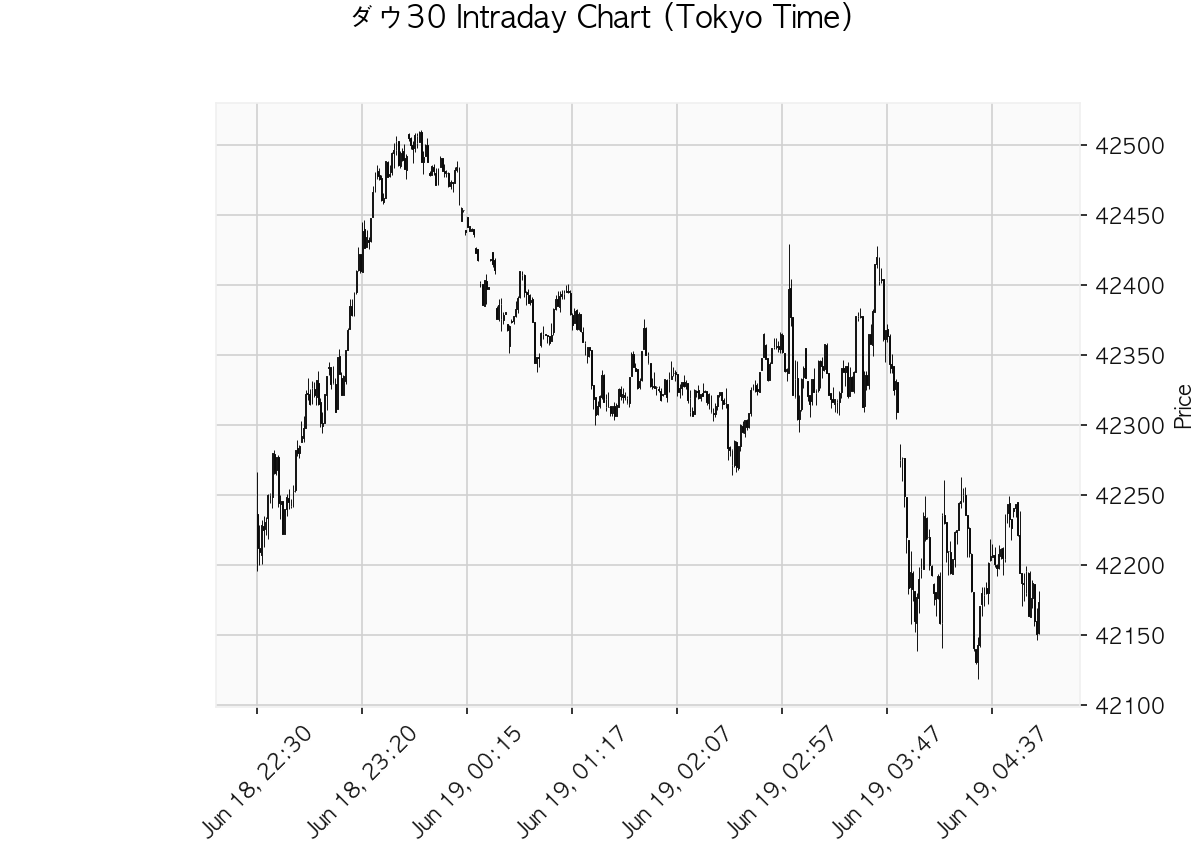 ダウ30 Intraday Chart (Tokyo Time)
42500
42450
42400
42350
42300
42250
42200
42150
42100
Price
Jun 18, 22:30
Jun 18, 23:20
Jun 19, 00:15
Jun 19, 01:17
Jun 19, 02:07
Jun 19, 02:57
Jun 19, 03:47
Jun 19, 04:37